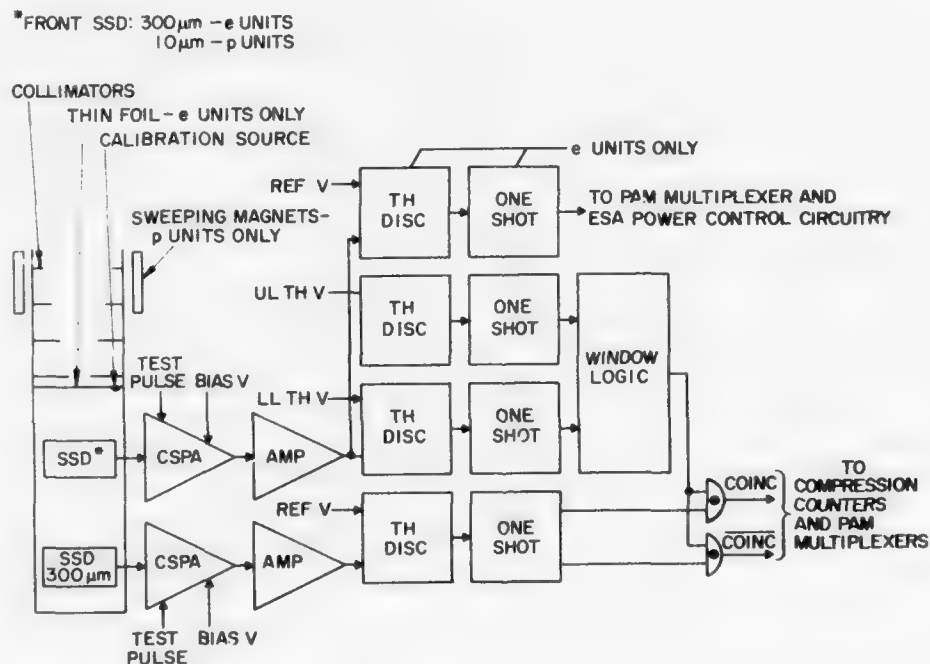 *FRONT SSD: 300μm-e UNITS
10μm-p UNITS
COLLIMATORS
THIN FOIL-e UNITS ONLY
CALIBRATION SOURCE
SWEEPING MAGNETS-
p UNITS ONLY
e UNITS ONLY
REF V
TH
DISC
ONE
SHOT
TO PAM MULTIPLEXER AND
ESA POWER CONTROL CIRCUITRY
UL TH V
TH
DISC
ONE
SHOT
WINDOW
LOGIC
TEST
PULSE
BIAS V
LL TH V
TH
DISC
ONE
SHOT
SSD*
CSPA
AMP
REF V
TH
DISC
ONE
SHOT
COINC
COINC
TO
COMPRESSION
COUNTERS
AND PAM
MULTIPLEXERS
SSD
300μm
CSPA
AMP
TEST
PULSE
BIAS V